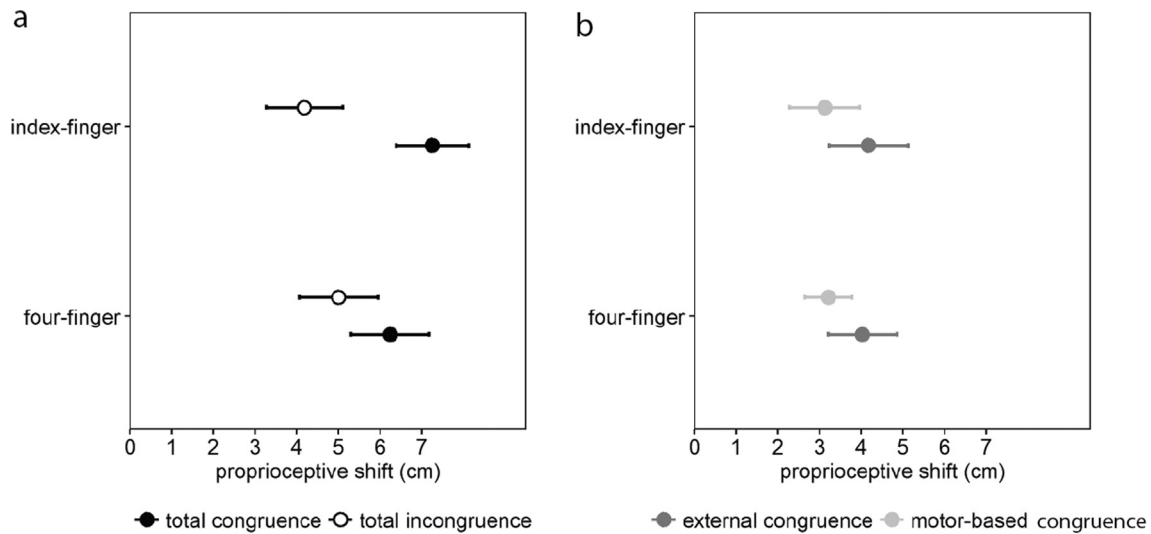 a
index-finger
four-finger
0 1 2 3 4 5 6 7
proprioceptive shift (cm)
total congruence total incongruence
b
index-finger
four-finger
0 1 2 3 4 5 6 7
proprioceptive shift (cm)
external congruence motor-based congruence